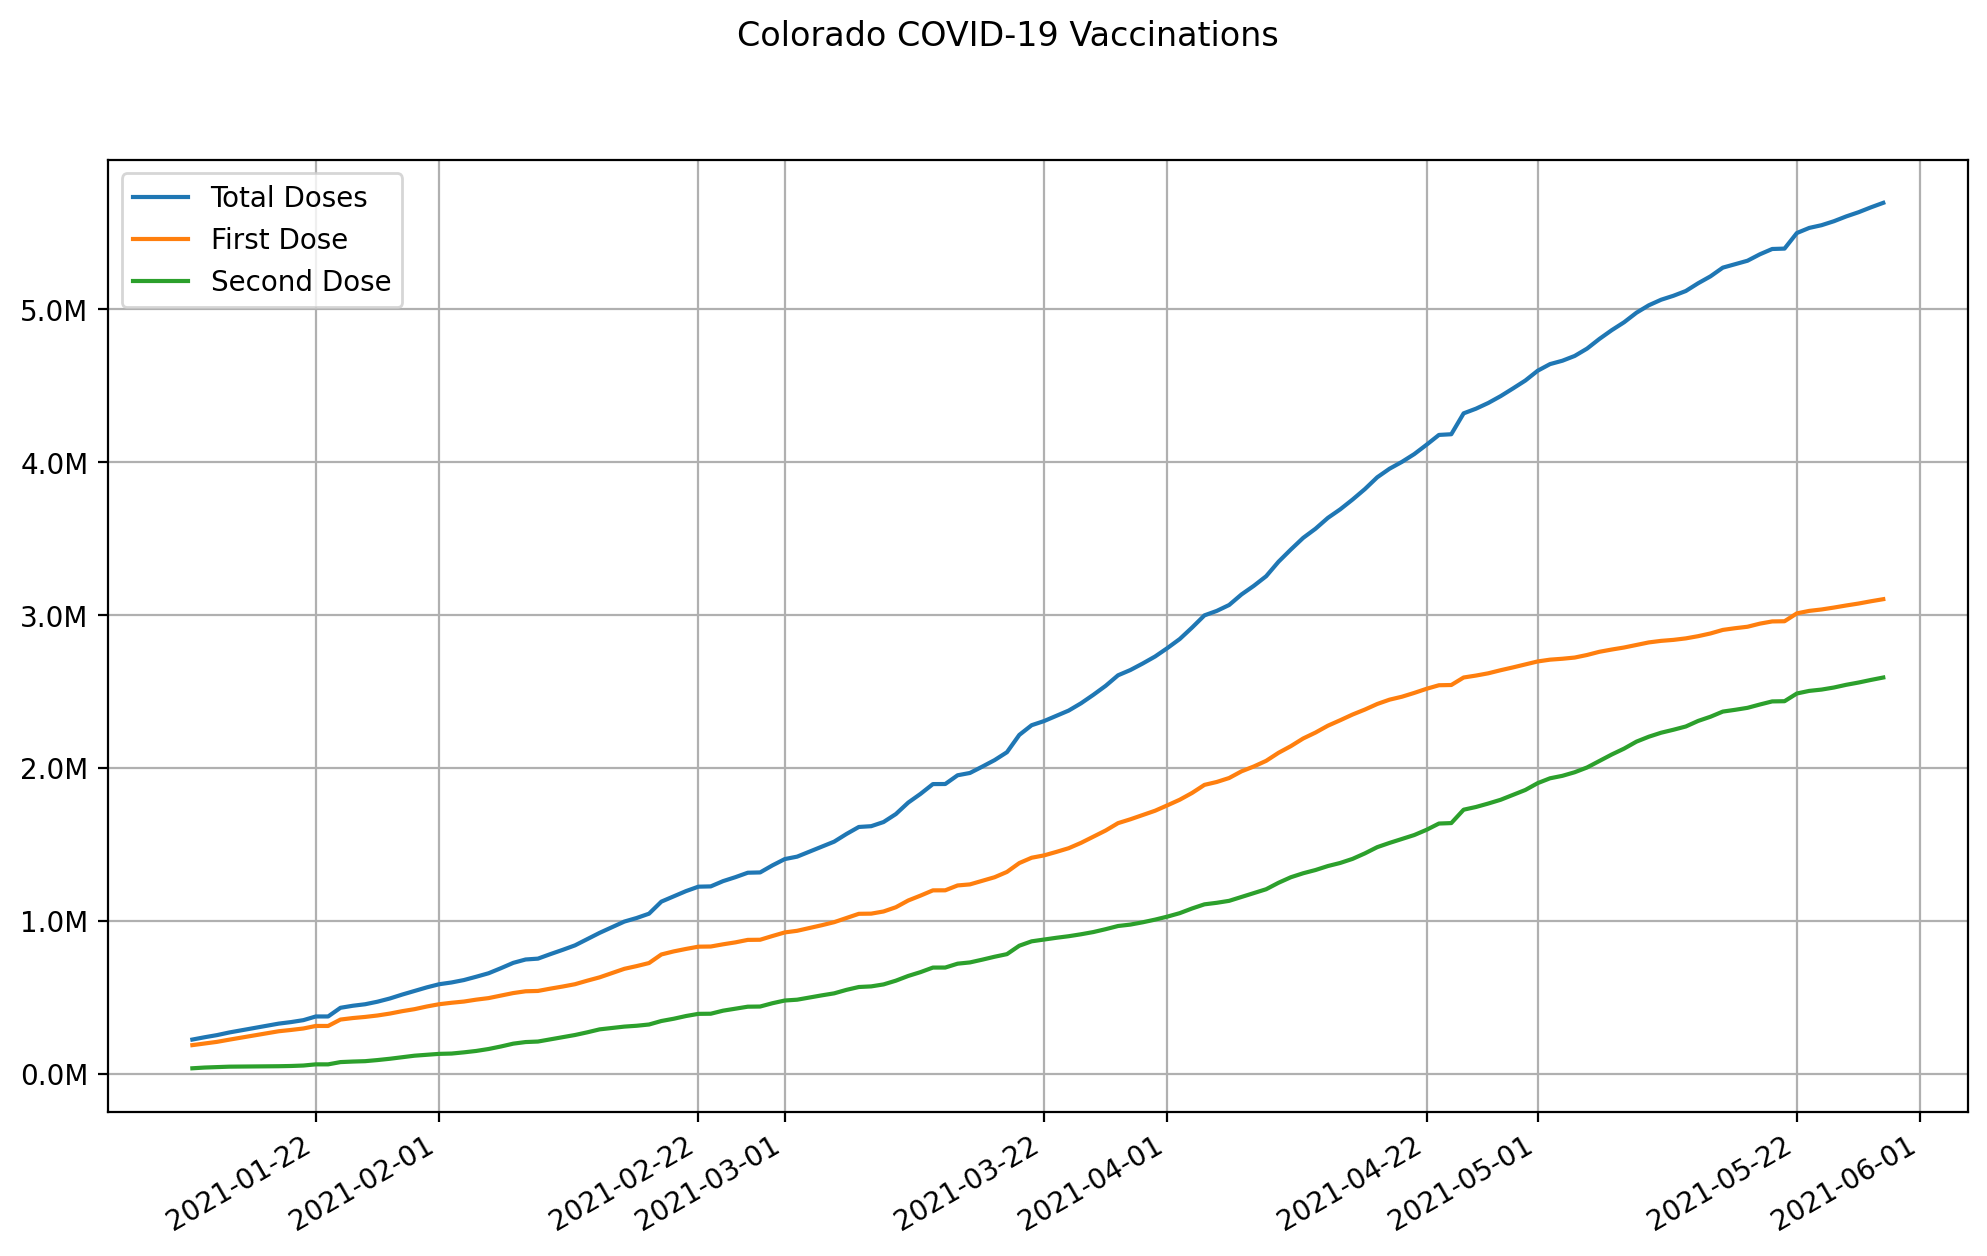 Colorado COVID-19 Vaccinations
Total Doses
First Dose
Second Dose
5.0M
4.0M
3.0M
2.0M
1.0M
0.0M
2021-01-22
2021-02-01
2021-02-22
2021-03-01
2021-03-22
2021-04-01
2021-04-22
2021-05-01
2021-05-22
2021-06-01